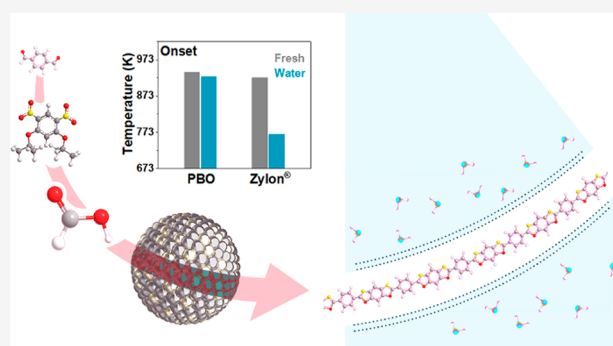 Onset
Fresh
Water
Temperature (K)
973
873
773
673
PBO Zylon®